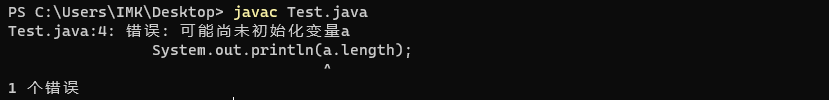 PS C:\Users\IMK\Desktop> javac Test.java
Test.java:4: 错误: 可能尚未初始化变量a
                System.out.println(a.length);
                                   ^
1 个错误